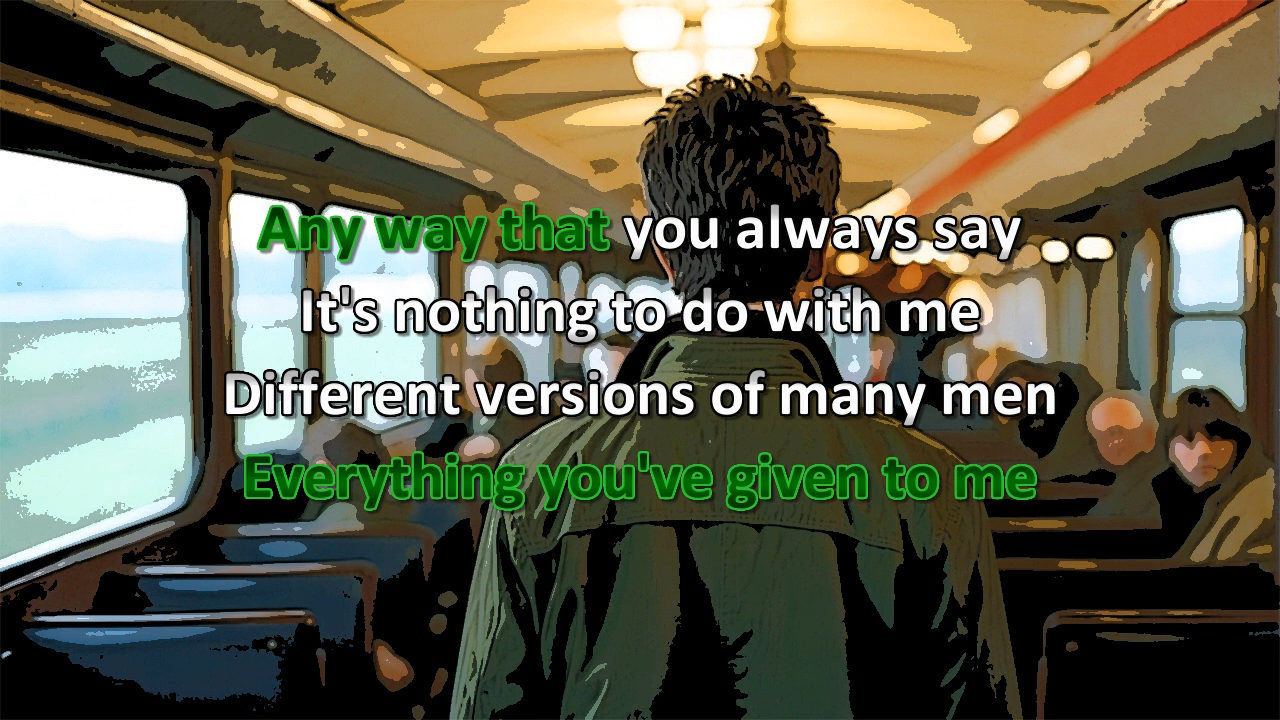 Any way that you always say
It's nothing to do with me
Different versions of many men
Everything you've given to me